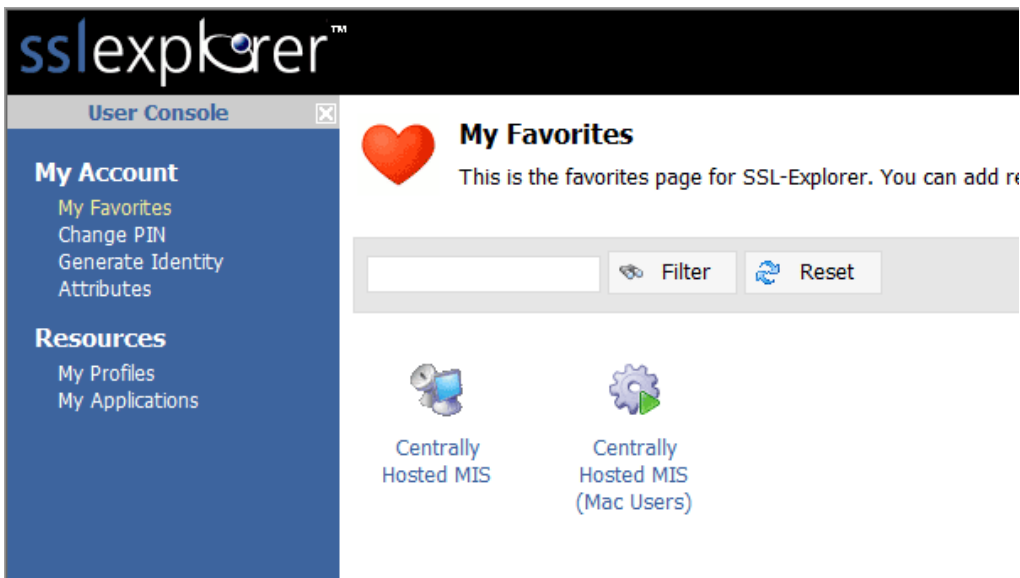 sslexplorer™
User Console
My Account
My Favorites
Change PIN
Generate Identity
Attributes
Resources
My Profiles
My Applications
My Favorites
This is the favorites page for SSL-Explorer. You can add
Filter
Reset
Centrally
Hosted MIS
Centrally
Hosted MIS
(Mac Users)